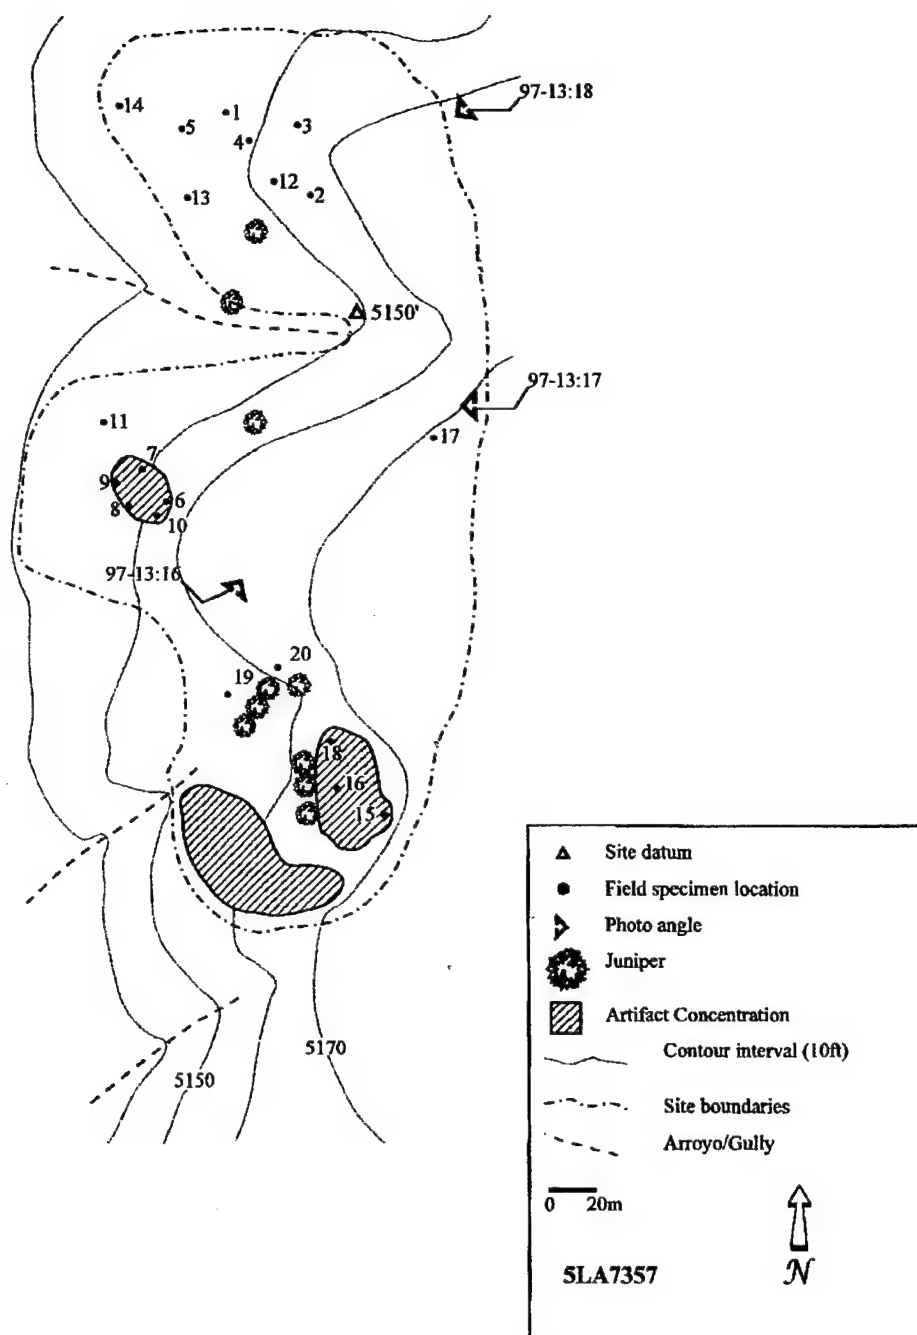 97-13:18
14
1
5
3
4
12
13
2
5150'
97-13:17
11
17
7
9
6
8
10
97-13:16
20
19
18
16
15
Site datum
Field specimen location
Photo angle
Juniper
Artifact Concentration
Contour interval (10ft)
5170
5150
Site boundaries
Arroyo/Gully
0 20m
5LA7357
N